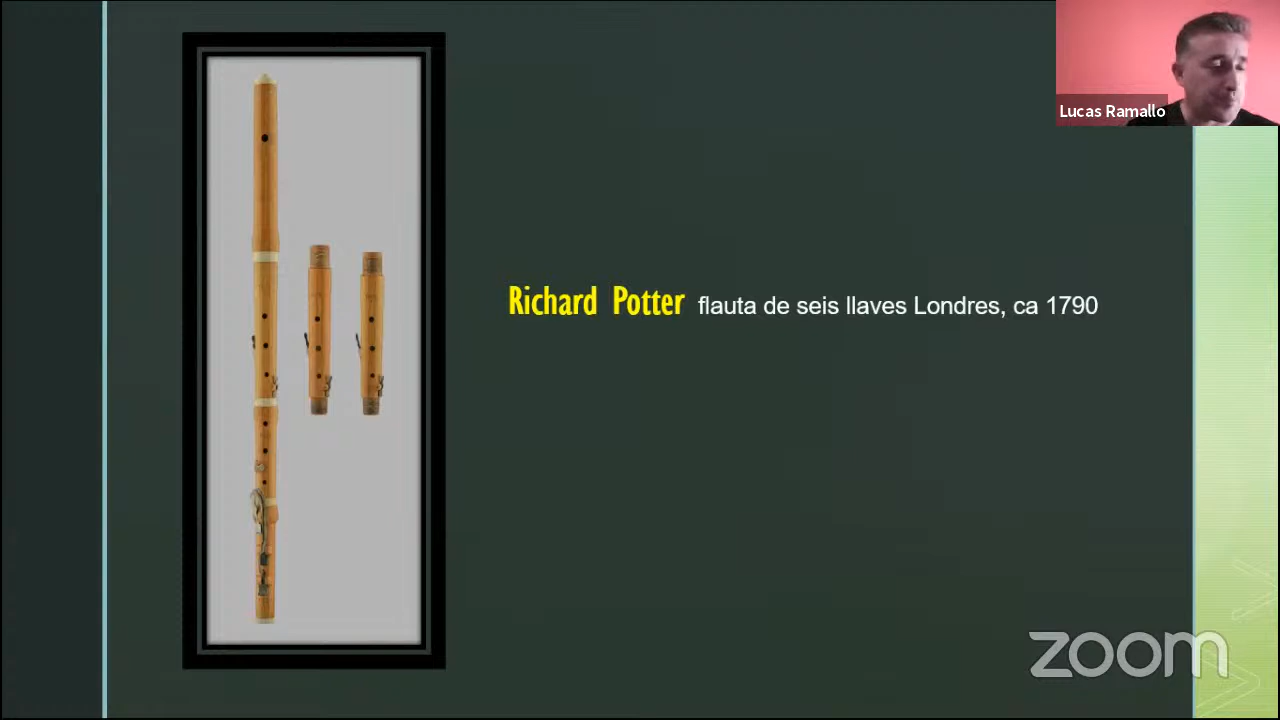 Lucas Ramallo
Richard Potter flauta de seis llaves Londres, ca 1790
zoom